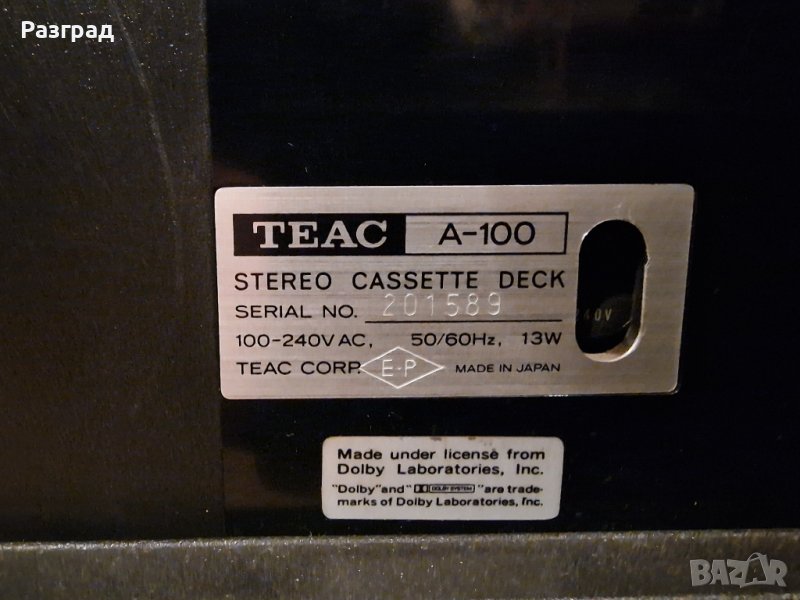 Разград
TEAC A-100
STEREO CASSETTE DECK
SERIAL NO. 201589
240V
100-240V AC, 50/60Hz, 13W
TEAC CORP. E-P MADE IN JAPAN
Made under license from
Dolby Laboratories, Inc.
"Dolby" and " DOLBY SYSTEM " are trade-
marks of Dolby Laboratories, Inc.
BAZAR